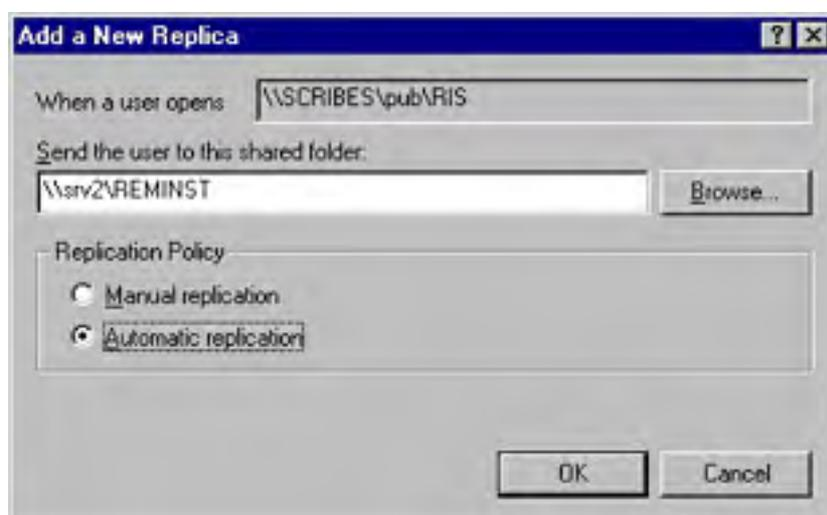 Add a New Replica
When a user opens \\SCRIBES\pub\RIS
Send the user to this shared folder:
\\srv2\REMINST Browse...
Replication Policy
Manual replication
Automatic replication
OK Cancel